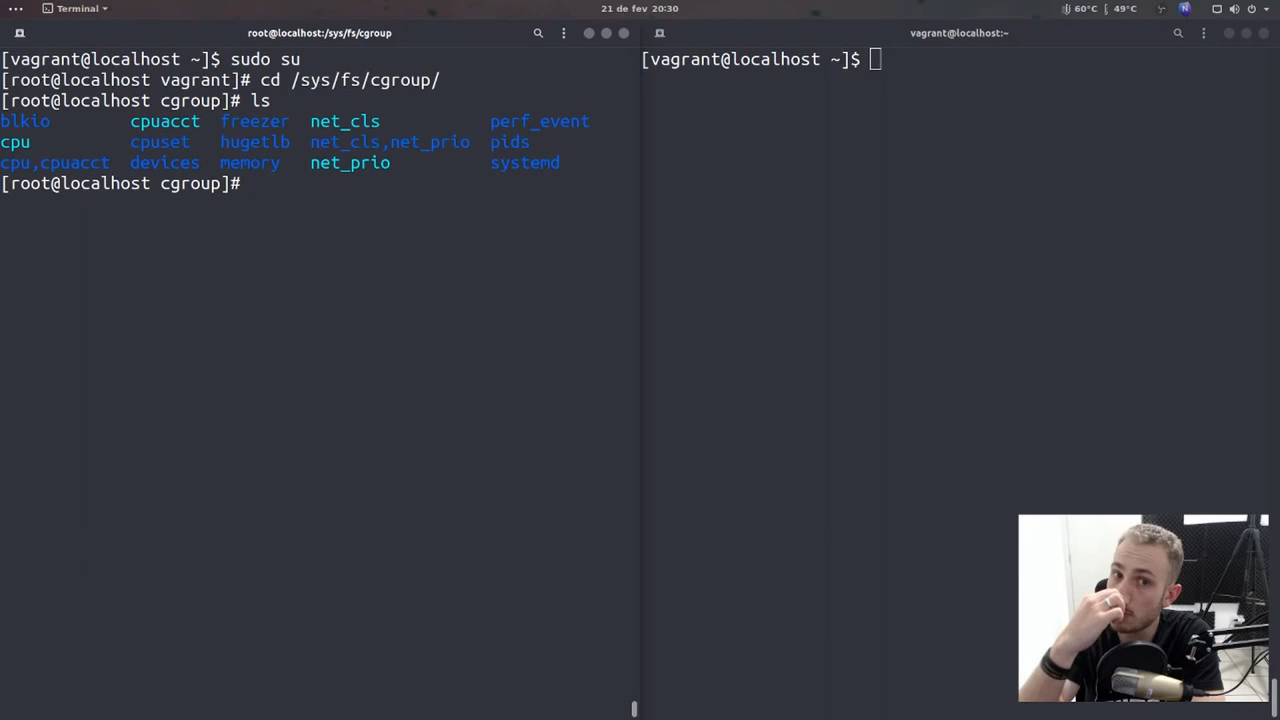 Terminal
21 de fev 20:30
60°C 49°C N
root@localhost:/sys/fs/cgroup
[vagrant@localhost ~]$ sudo su
[root@localhost vagrant]# cd /sys/fs/cgroup/
[root@localhost cgroup]# ls
blkio cpuacct freezer net_cls perf_event
cpu cpuset hugetlb net_cls,net_prio pids
cpu,cpuacct devices memory net_prio systemd
[root@localhost cgroup]#
vagrant@localhost:~
[vagrant@localhost ~]$